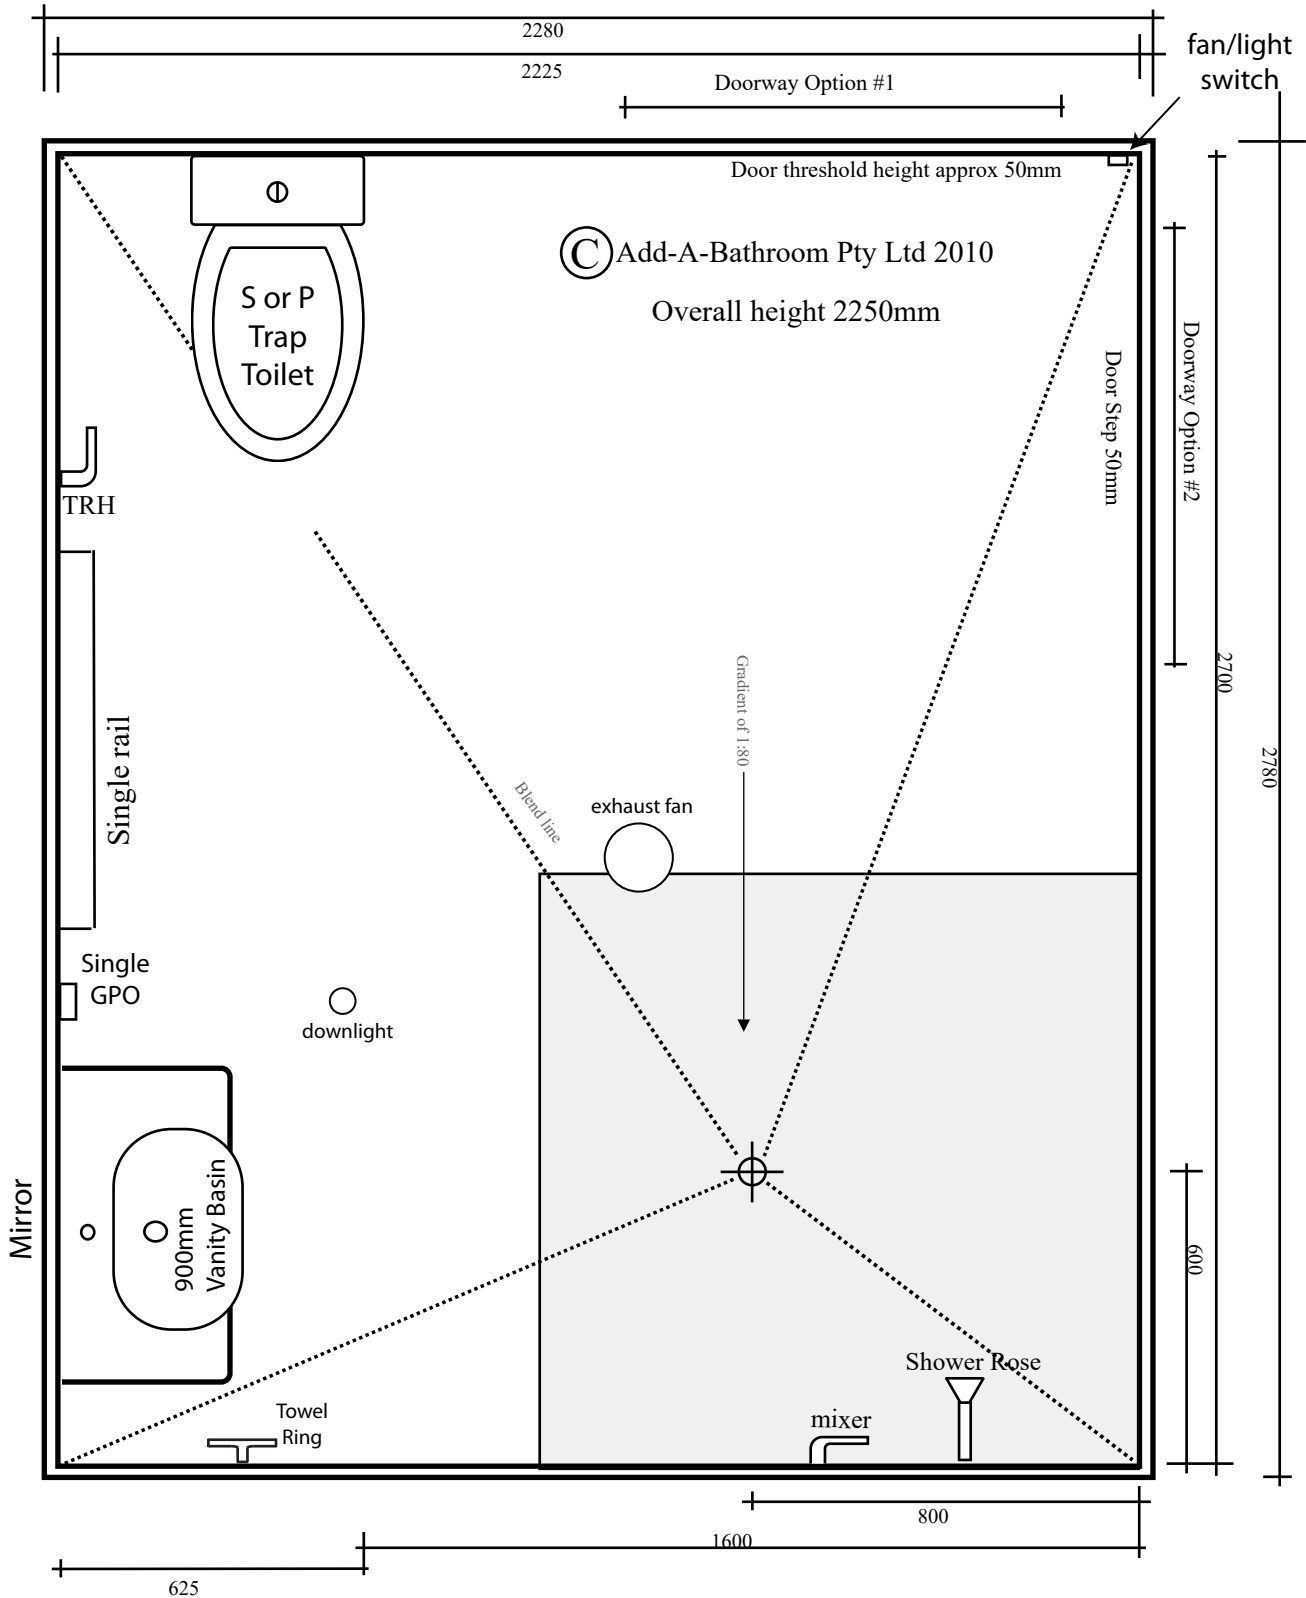 2280
2225
fan/light
switch
Doorway Option #1
Door threshold height approx 50mm
C Add-A-Bathroom Pty Ltd 2010
Overall height 2250mm
S or P
Trap
Toilet
Door Step 50mm
Doorway Option #2
TRH
2700
2780
Single rail
Gradient of 1:80
Blend line
exhaust fan
Single
GPO
downlight
Mirror
900mm
Vanity Basin
600
Shower Rose
mixer
Towel
Ring
800
1600
625